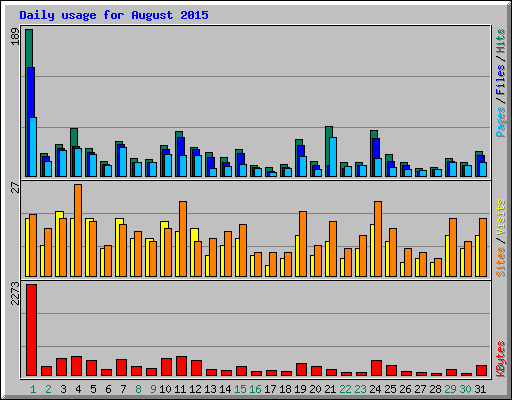 Daily usage for August 2015
189
Pages / Files / Hits
27
Sites / Visits
2273
KBytes
1 2 3 4 5 6 7 8 9 10 11 12 13 14 15 16 17 18 19 20 21 22 23 24 25 26 27 28 29 30 31